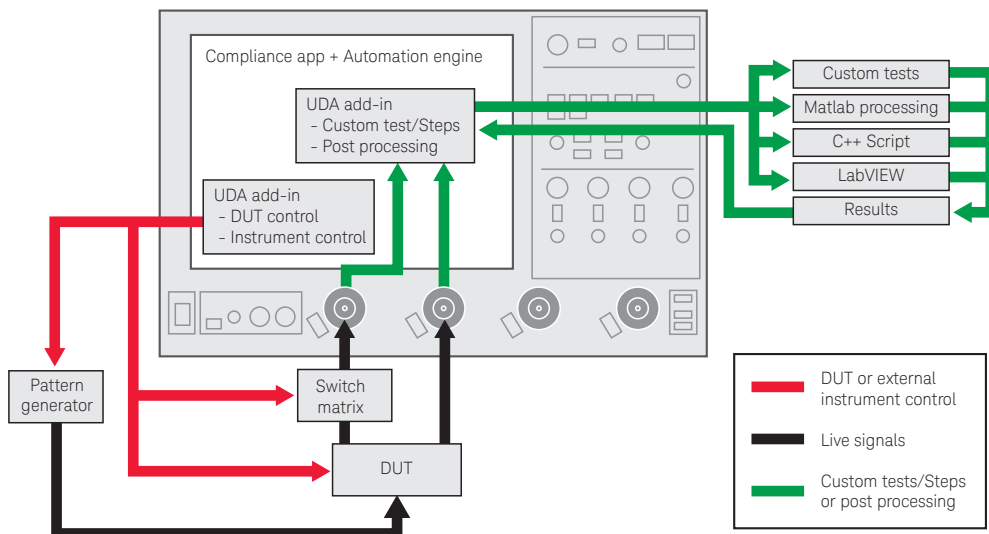 Compliance app + Automation engine
UDA add-in
- Custom test/Steps
- Post processing
UDA add-in
- DUT control
- Instrument control
Custom tests
Matlab processing
C++ Script
LabVIEW
Results
Pattern
generator
Switch
matrix
DUT
DUT or external
instrument control
Live signals
Custom tests/Steps
or post processing